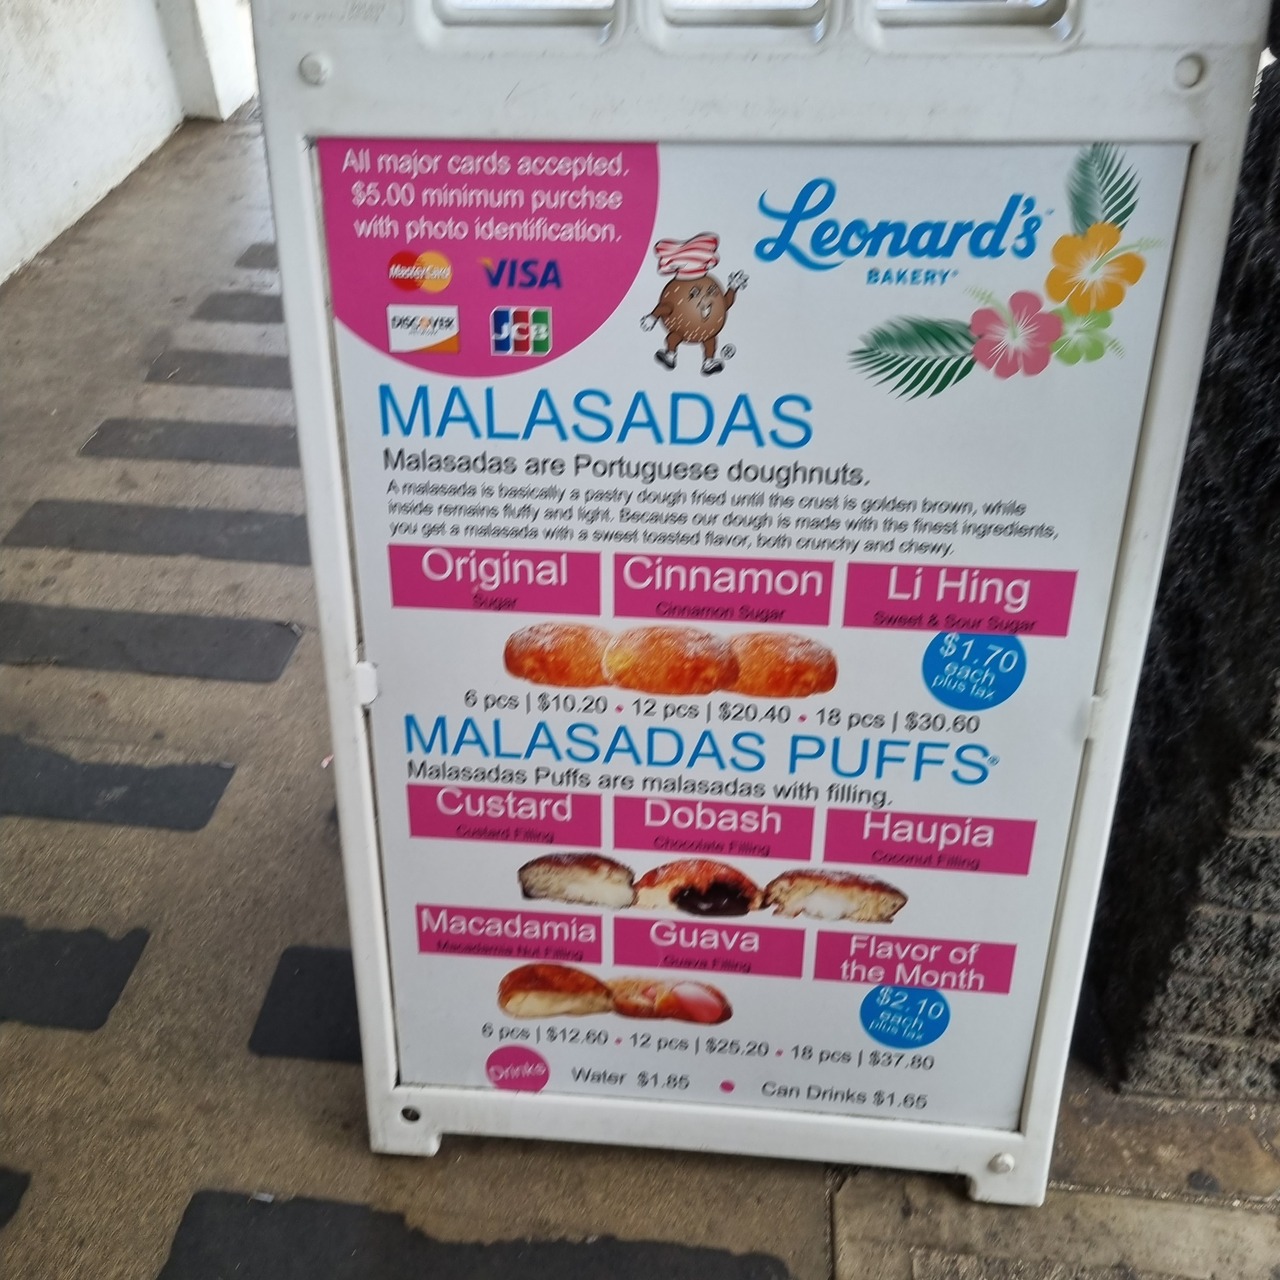 All major cards accepted.
$5.00 minimum purchse
with photo identification.
MasterCard
VISA
DISCOVER
JCB
Leonard's
BAKERY
MALASADAS
Malasadas are Portuguese doughnuts.
A malasada is basically a pastry dough fried until the crust is golden brown, while
inside remains fluffy and light. Because our dough is made with the finest ingredients,
you get a malasada with a sweet toasted flavor, both crunchy and chewy.
Original
Sugar
Cinnamon
Cinnamon Sugar
Li Hing
Sweet & Sour Sugar
$1.70
each
plus tax
6 pcs | $10.20 • 12 pcs | $20.40 • 18 pcs | $30.60
MALASADAS PUFFS®
Malasadas Puffs are malasadas with filling.
Custard
Custard Filling
Dobash
Chocolate Filling
Haupia
Coconut Filling
Macadamia
Macadamia Nut Filling
Guava
Guava Filling
Flavor of
the Month
$2.10
each
plus tax
6 pcs | $12.60 • 12 pcs | $25.20 • 18 pcs | $37.80
Drinks
Water $1.85 • Can Drinks $1.65